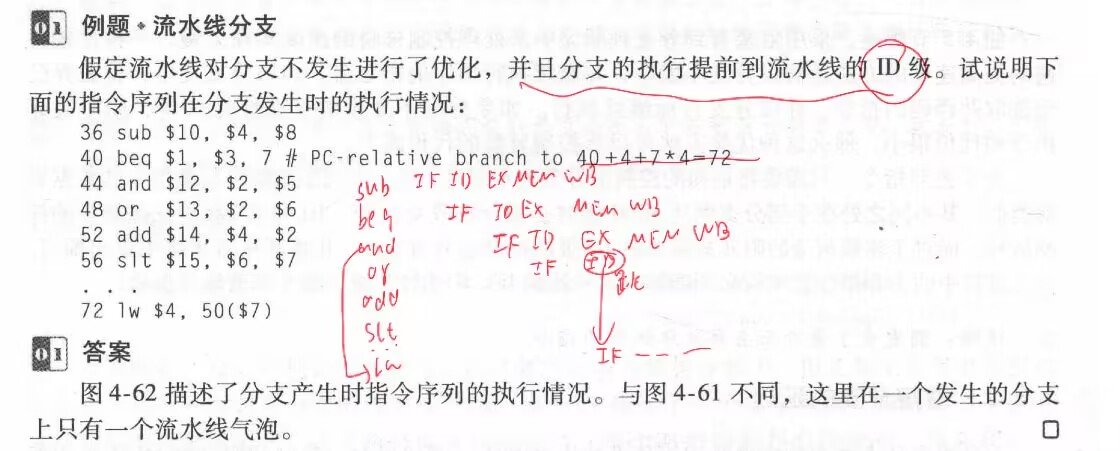 01 例题·流水线分支
假定流水线对分支不发生进行了优化，并且分支的执行提前到流水线的 ID 级。试说明下
面的指令序列在分支发生时的执行情况：
36 sub $10, $4, $8
40 beq $1, $3, 7 # PC-relative branch to 40+4+7*4=72
44 and $12, $2, $5
48 or $13, $2, $6
52 add $14, $4, $2
56 slt $15, $6, $7
...
72 lw $4, 50($7)
sub IF ID EX MEM WB
beq IF ID EX MEM WB
and IF ID EX MEM WB
or IF ID
add
slt
...
lw IF
01 答案
图 4-62 描述了分支产生时指令序列的执行情况。与图 4-61 不同，这里在一个发生的分支
上只有一个流水线气泡。